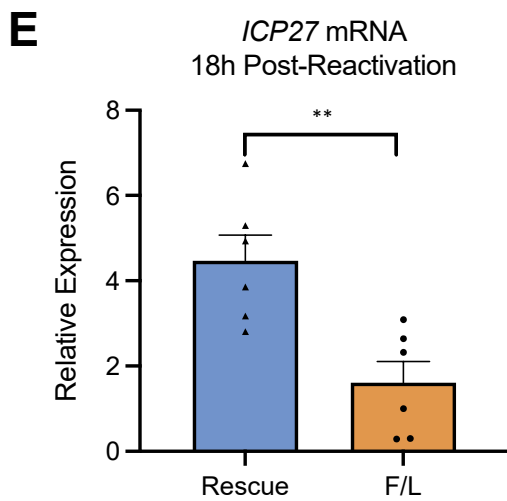 E
ICP27 mRNA
18h Post-Reactivation
**
Relative Expression
8
6
4
2
0
Rescue
F/L